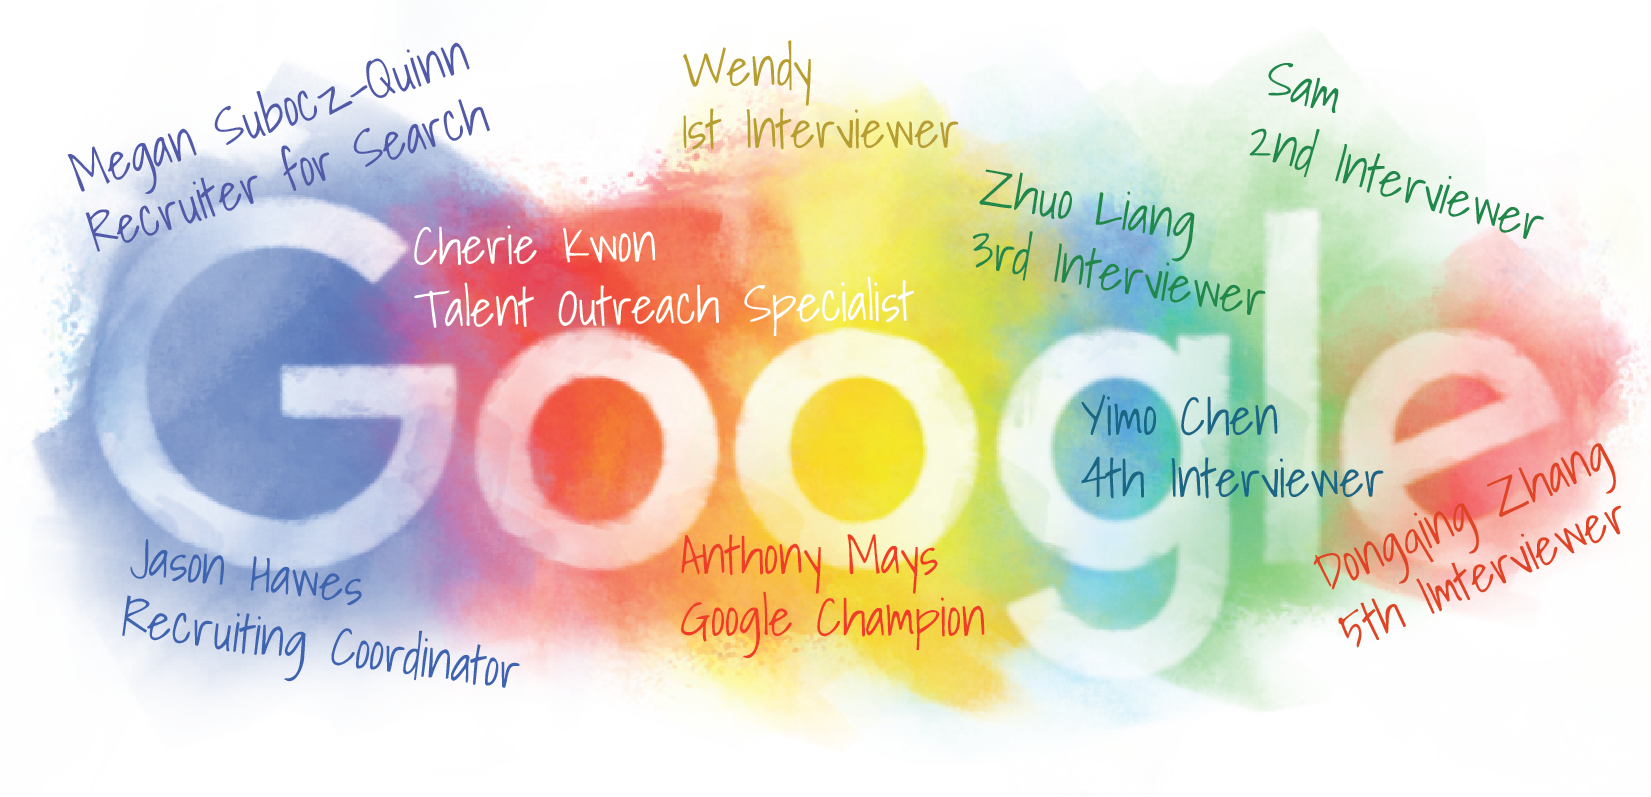 Megan Subocz-Quinn
Recruiter for Search
Wendy
1st Interviewer
Sam
2nd Interviewer
Cherie Kwon
Talent Outreach Specialist
Zhuo Liang
3rd Interviewer
Google
Yimo Chen
4th Interviewer
Jason Hawes
Recruiting Coordinator
Anthony Mays
Google Champion
Dongqing Zhang
5th Imterviewer